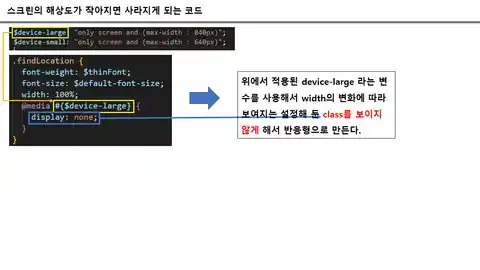 스크린의 해상도가 작아지면 사라지게 되는 코드
$device-large: "only screen and (max-width : 840px)";
$device-small: "only screen and (max-width : 640px)";
.findLocation {
font-weight: $thinFont;
font-size: $default-font-size;
width: 100%;
@media #{$device-large} {
display: none;
}
}
위에서 적용된 device-large 라는 변
수를 사용해서 width의 변화에 따라
보여지는 설정해 둔 class를 보이지
않게 해서 반응형으로 만든다.